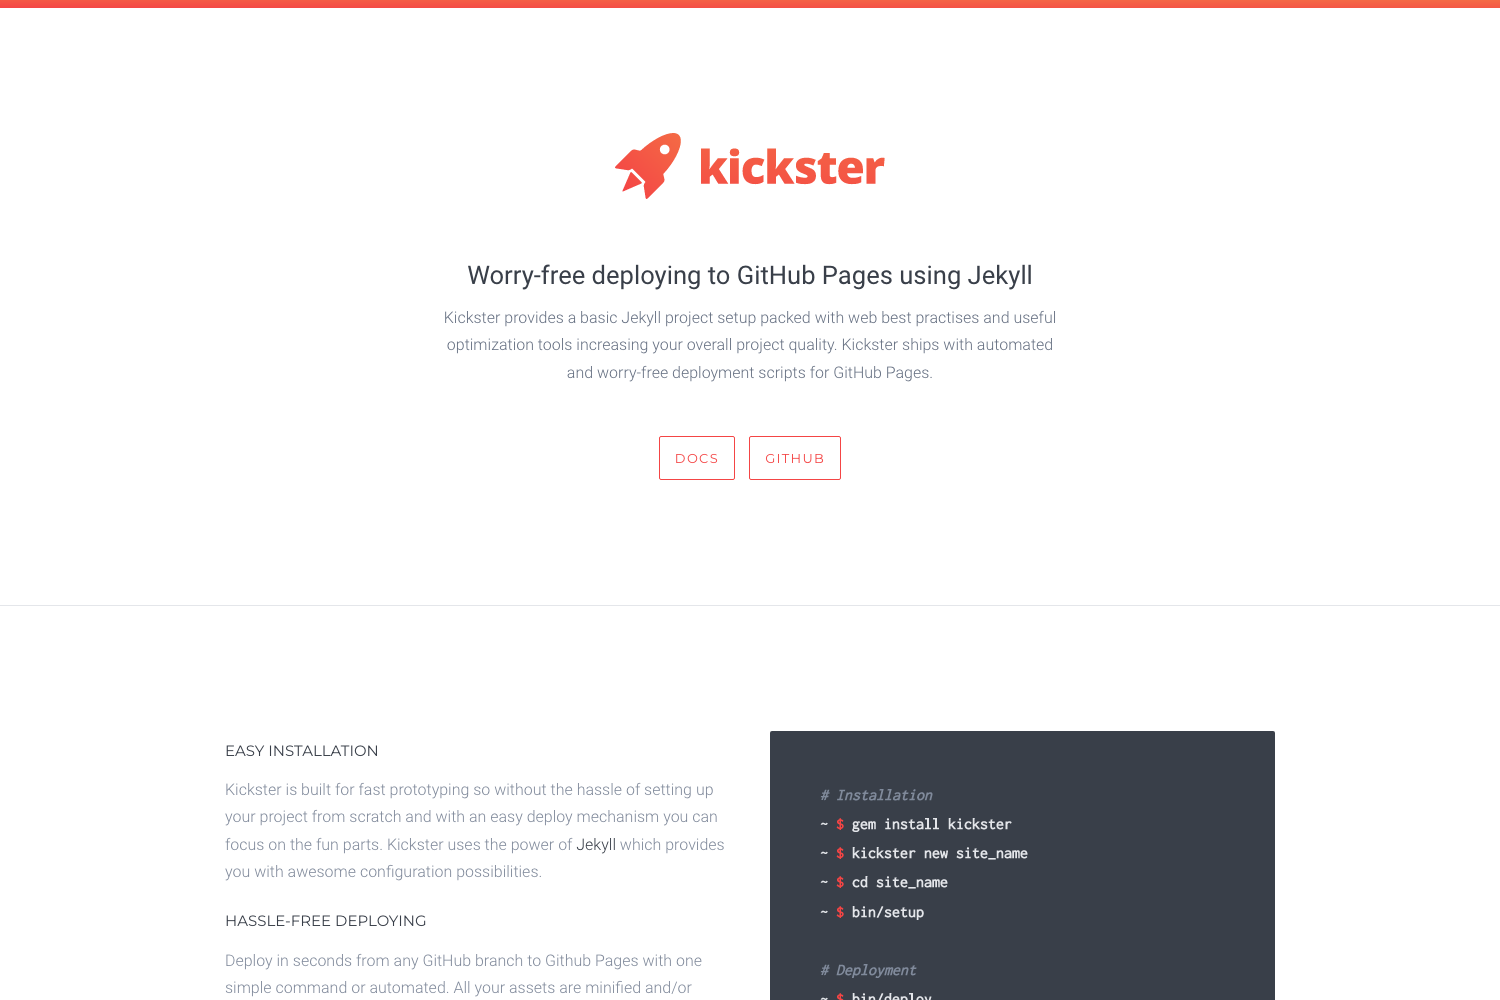 kickster
Worry-free deploying to GitHub Pages using Jekyll
Kickster provides a basic Jekyll project setup packed with web best practises and useful
optimization tools increasing your overall project quality. Kickster ships with automated
and worry-free deployment scripts for GitHub Pages.
DOCS
GITHUB
EASY INSTALLATION
Kickster is built for fast prototyping so without the hassle of setting up
your project from scratch and with an easy deploy mechanism you can
focus on the fun parts. Kickster uses the power of Jekyll which provides
you with awesome configuration possibilities.
HASSLE-FREE DEPLOYING
Deploy in seconds from any GitHub branch to Github Pages with one
simple command or automated. All your assets are minified and/or
# Installation
~ $ gem install kickster
~ $ kickster new site_name
~ $ cd site_name
~ $ bin/setup
# Deployment
~ $ bin/deploy